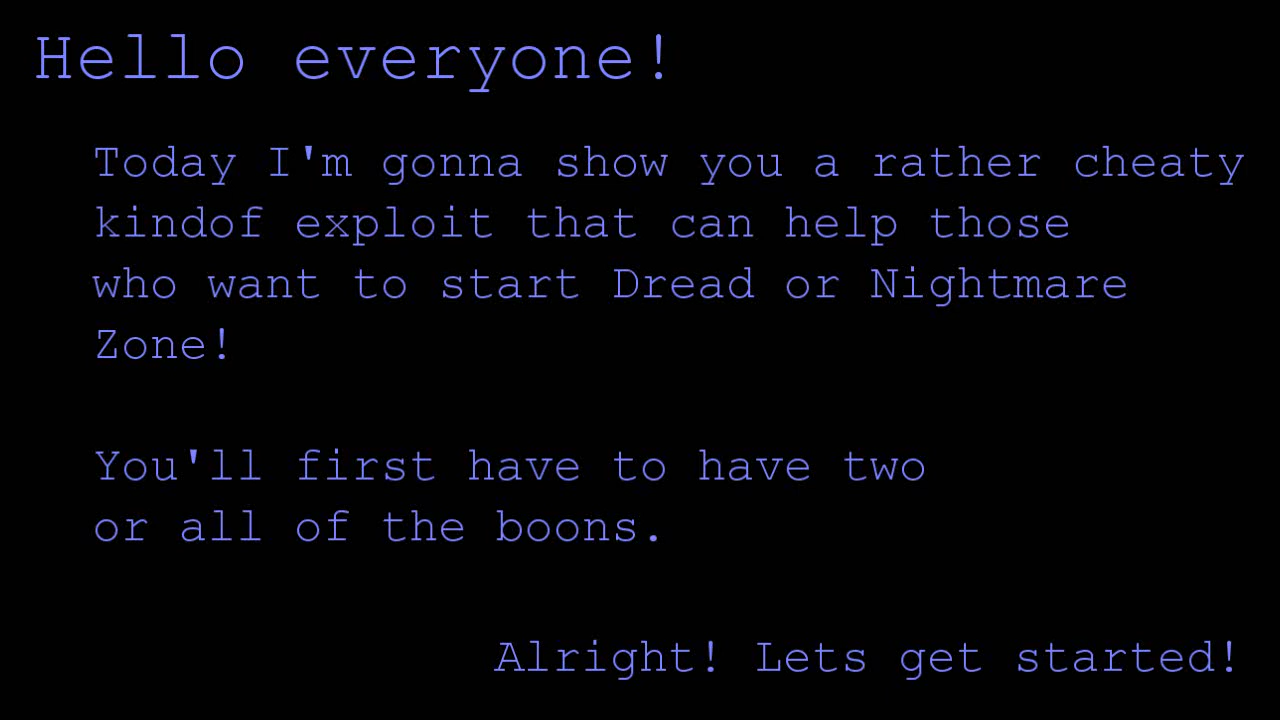 Hello everyone!
Today I'm gonna show you a rather cheaty
kindof exploit that can help those
who want to start Dread or Nightmare
Zone!
You'll first have to have two
or all of the boons.
Alright! Lets get started!